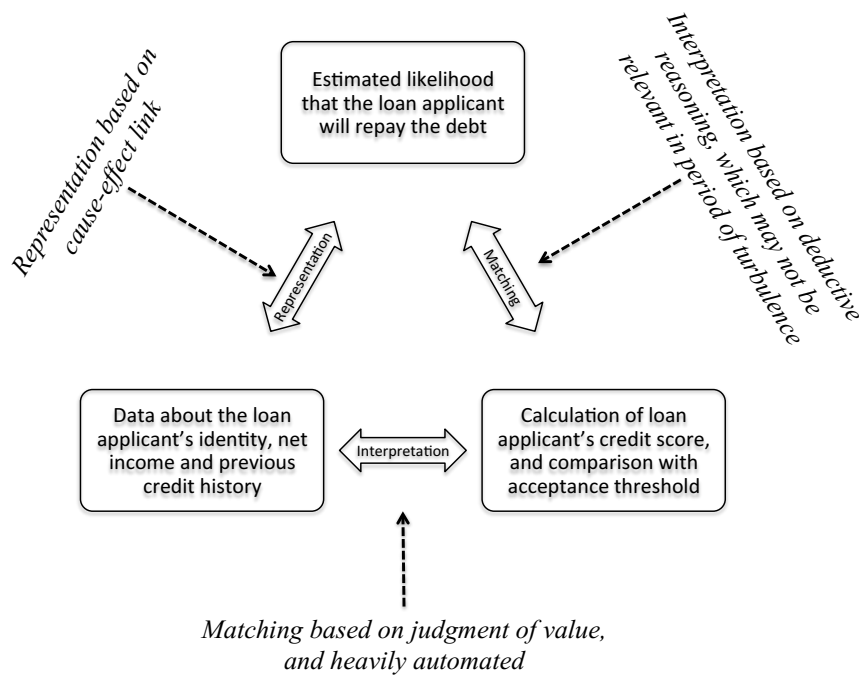 Estimated likelihood
that the loan applicant
will repay the debt
Representation based on
cause-effect link
Interpretation based on deductive
reasoning, which may not be
relevant in period of turbulence
Representation
Matching
Data about the loan
applicant's identity, net
income and previous
credit history
Interpretation
Calculation of loan
applicant's credit score,
and comparison with
acceptance threshold
Matching based on judgment of value,
and heavily automated